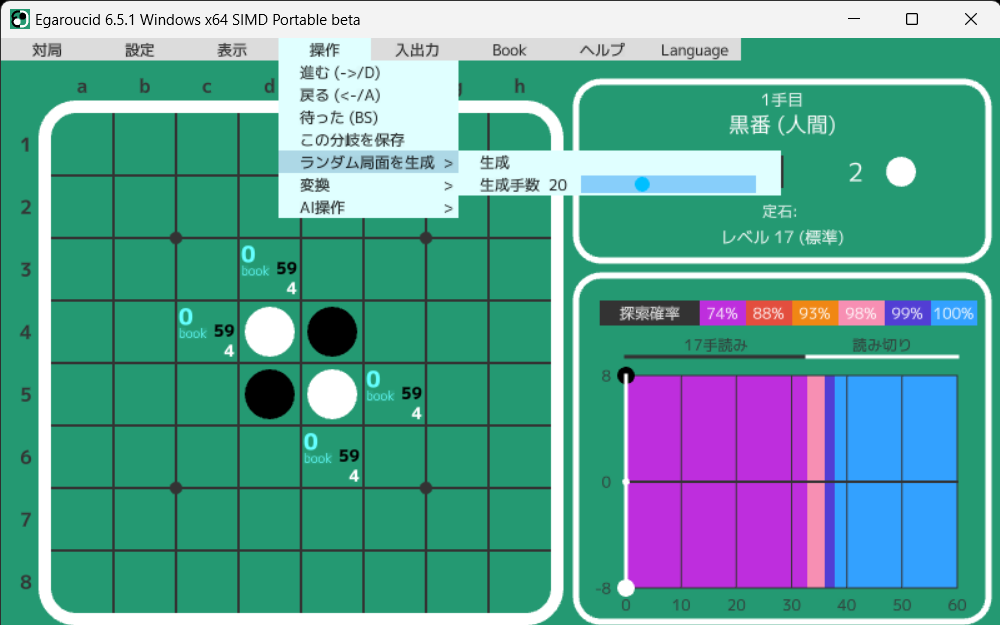 Egaroucid 6.5.1 Windows x64 SIMD Portable beta
対局 設定 表示 操作 入出力 Book ヘルプ Language
進む (->/D)
戻る (<-/A)
待った (BS)
この分岐を保存
ランダム局面を生成 >
変換 >
AI操作 >
生成
生成手数 20
a b c d g h
1
2
3
4
5
6
7
8
0
book 59
4
0
book 59
4
0
book 59
4
0
book 59
4
1手目
黒番 (人間)
2
定石:
レベル 17 (標準)
探索確率 74% 88% 93% 98% 99% 100%
17手読み 読み切り
8
0
-8
0 10 20 30 40 50 60